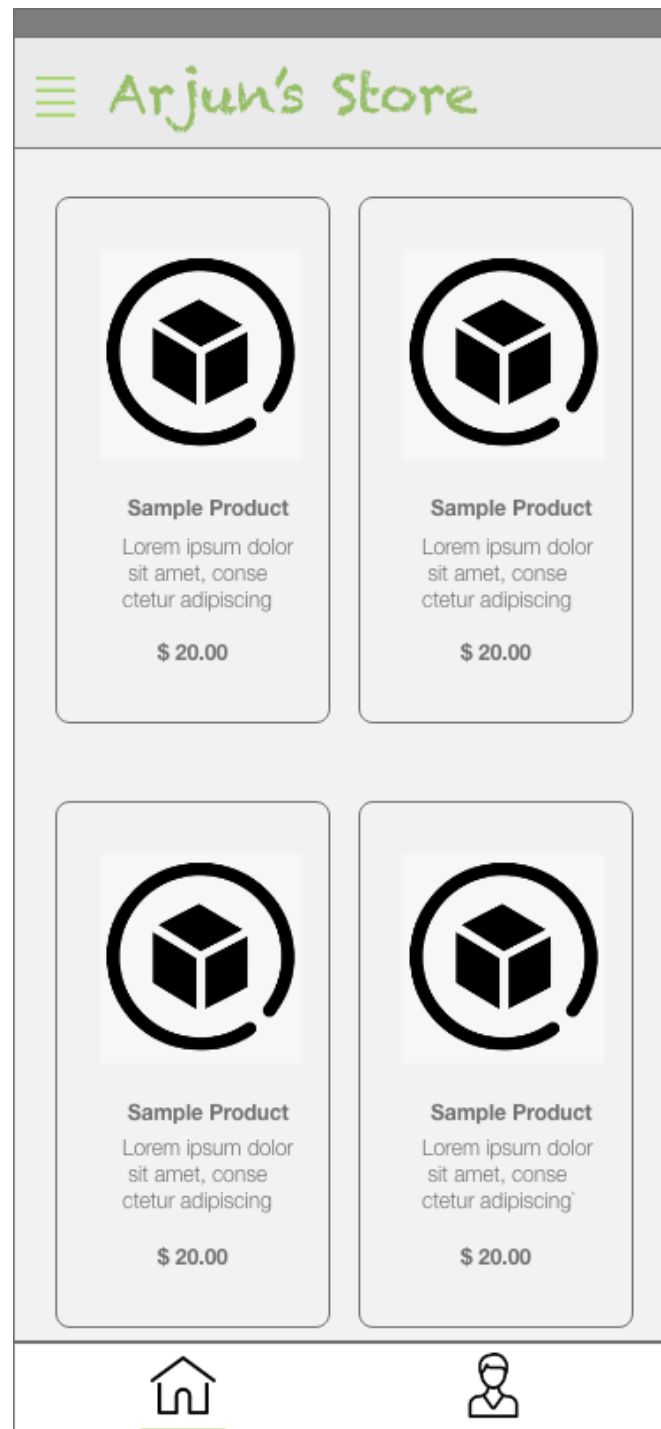 Arjun's Store
Sample Product
Lorem ipsum dolor
sit amet, conse
ctetur adipiscing
$ 20.00
Sample Product
Lorem ipsum dolor
sit amet, conse
ctetur adipiscing
$ 20.00
Sample Product
Lorem ipsum dolor
sit amet, conse
ctetur adipiscing
$ 20.00
Sample Product
Lorem ipsum dolor
sit amet, conse
ctetur adipiscing`
$ 20.00